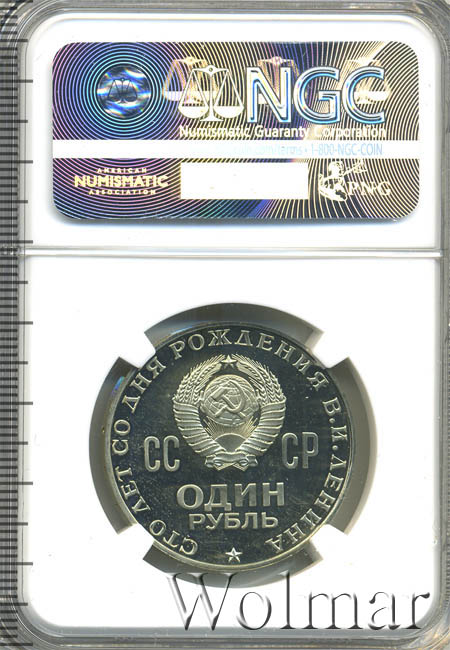 NGC
Numismatic Guaranty Corporation
1-800-NGC-COIN
AMERICAN
NUMISMATIC
ASSOCIATION
PNG
СТО ЛЕТ СО ДНЯ РОЖДЕНИЯ В.И.ЛЕНИНА
СС СР
ОДИН
РУБЛЬ
Wolmar